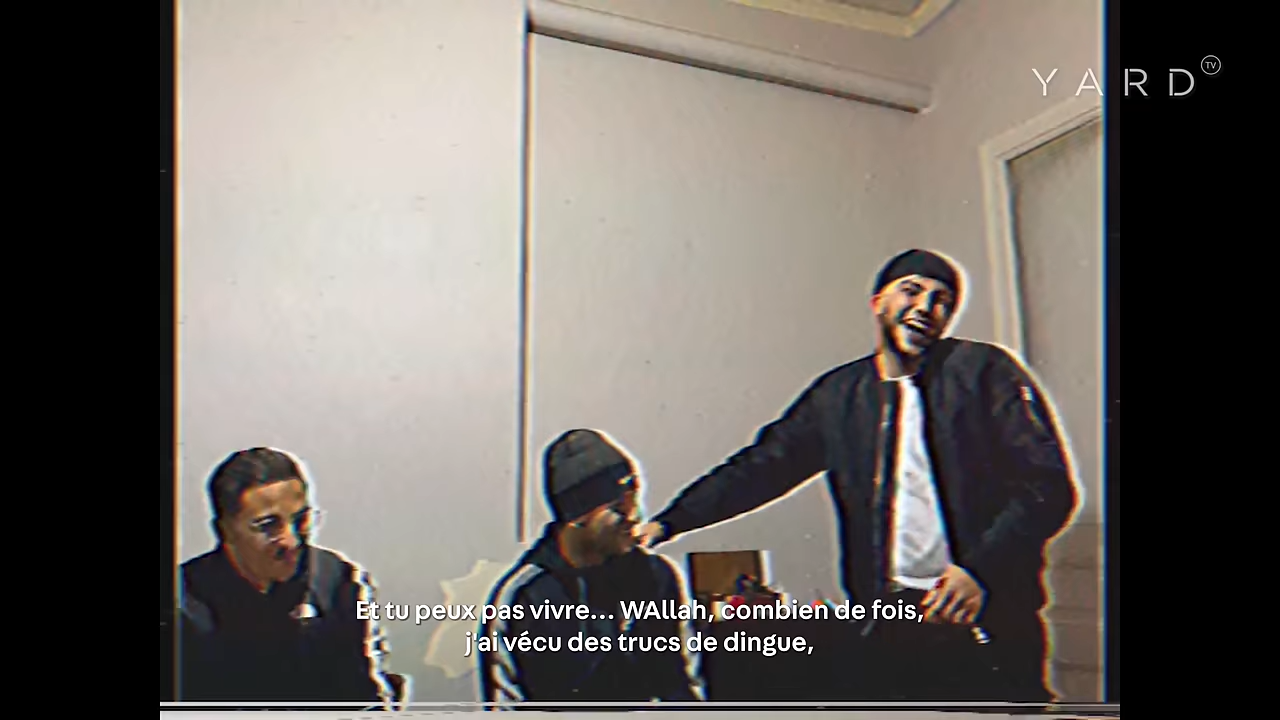 YARD TV
Et tu peux pas vivre... WAllah, combien de fois,
j'ai vécu des trucs de dingue,